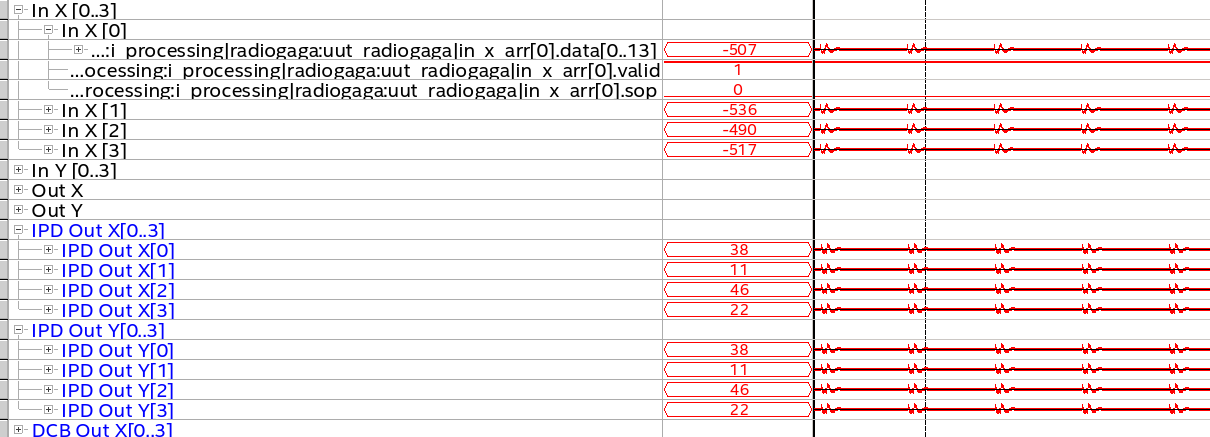 In X [0..3]
In X [0]
...:i_processing|radiogaga:uut_radiogaga|in_x_arr[0].data[0..13] -507
...ocessing:i_processing|radiogaga:uut_radiogaga|in_x_arr[0].valid 1
...rocessing:i_processing|radiogaga:uut_radiogaga|in_x_arr[0].sop 0
In X [1] -536
In X [2] -490
In X [3] -517
In Y [0..3]
Out X
Out Y
IPD Out X[0..3]
IPD Out X[0] 38
IPD Out X[1] 11
IPD Out X[2] 46
IPD Out X[3] 22
IPD Out Y[0..3]
IPD Out Y[0] 38
IPD Out Y[1] 11
IPD Out Y[2] 46
IPD Out Y[3] 22
DCB Out X[0..3]